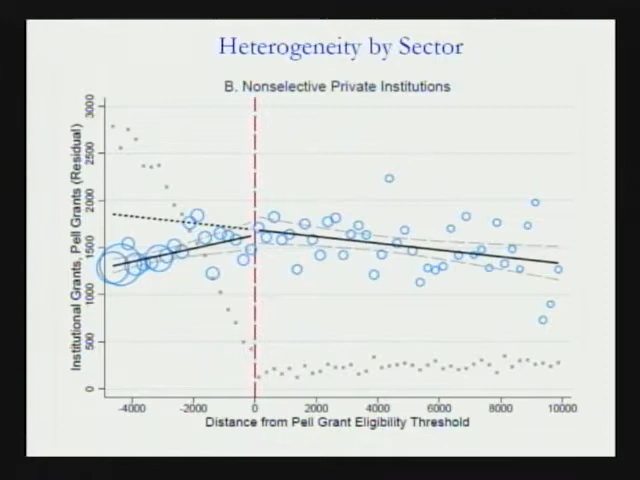 Heterogeneity by Sector
B. Nonselective Private Institutions
Institutional Grants, Pell Grants (Residual)
3000
2500
2000
1500
1000
500
0
-4000 -2000 0 2000 4000 6000 8000 10000
Distance from Pell Grant Eligibility Threshold